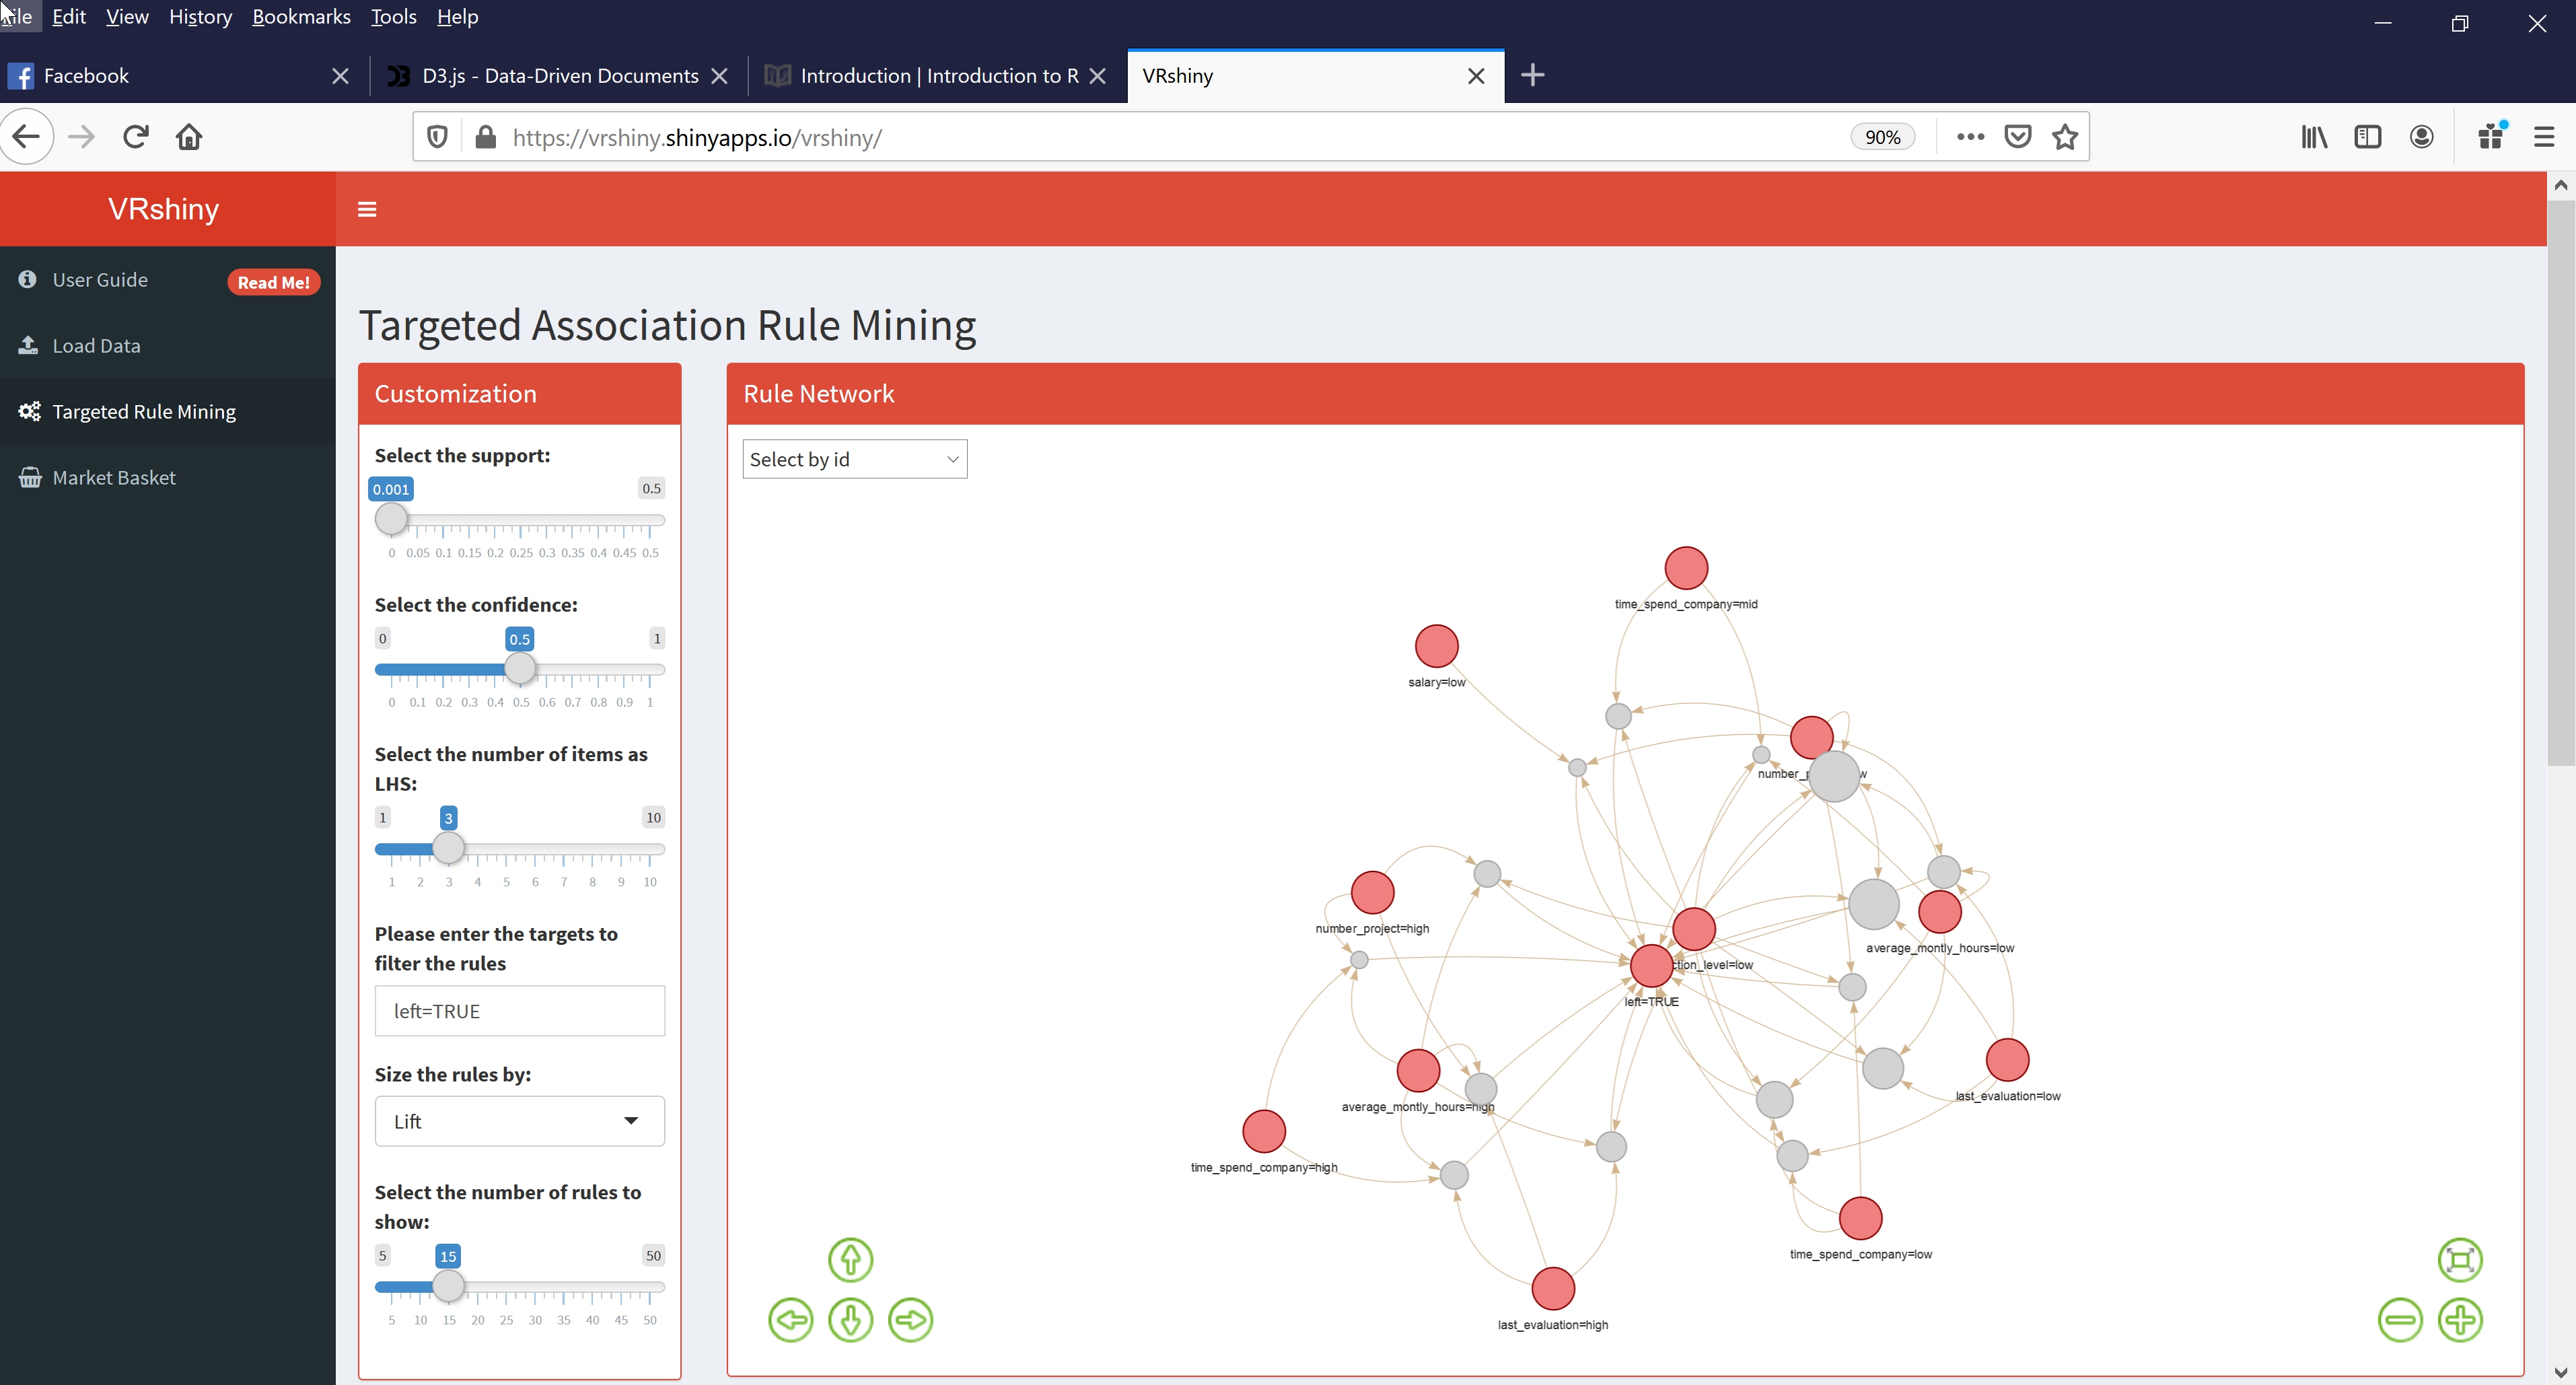 File Edit View History Bookmarks Tools Help
Facebook
D3.js - Data-Driven Documents
Introduction | Introduction to R
VRshiny
https://vrshiny.shinyapps.io/vrshiny/
90%
VRshiny
User Guide
Read Me!
Load Data
Targeted Rule Mining
Market Basket
Targeted Association Rule Mining
Customization
Select the support:
0.001 0.5
0 0.05 0.1 0.15 0.2 0.25 0.3 0.35 0.4 0.45 0.5
Select the confidence:
0 0.5 1
0 0.1 0.2 0.3 0.4 0.5 0.6 0.7 0.8 0.9 1
Select the number of items as
LHS:
1 3 10
1 2 3 4 5 6 7 8 9 10
Please enter the targets to
filter the rules
left=TRUE
Size the rules by:
Lift
Select the number of rules to
show:
5 15 50
5 10 15 20 25 30 35 40 45 50
Rule Network
Select by id
time_spend_company=mid
salary=low
number_p
w
number_project=high
average_montly_hours=low
ction_level=low
left=TRUE
last_evaluation=low
average_montly_hours=high
time_spend_company=high
time_spend_company=low
last_evaluation=high